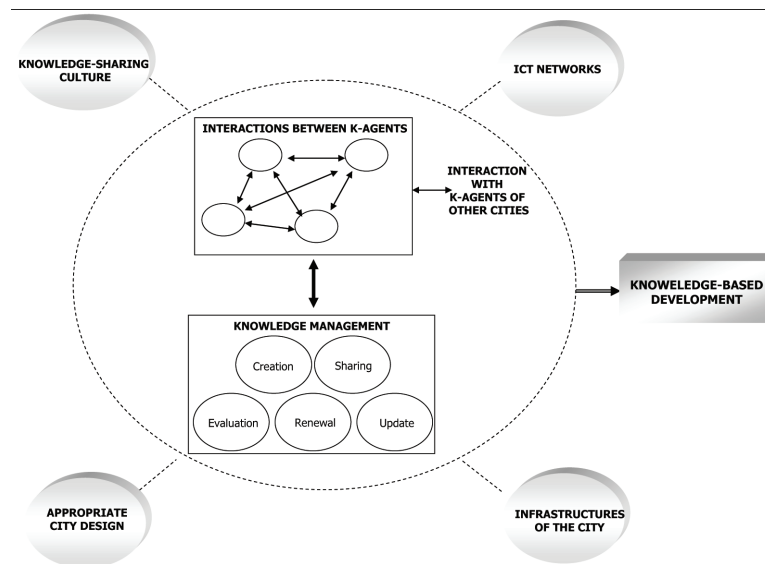 KNOWLEDGE-SHARING
CULTURE
ICT NETWORKS
INTERACTIONS BETWEEN K-AGENTS
INTERACTION
WITH
K-AGENTS OF
OTHER CITIES
KNOWELEDGE-BASED
DEVELOPMENT
KNOWLEDGE MANAGEMENT
Creation
Sharing
Evaluation
Renewal
Update
APPROPRIATE
CITY DESIGN
INFRASTRUCTURES
OF THE CITY